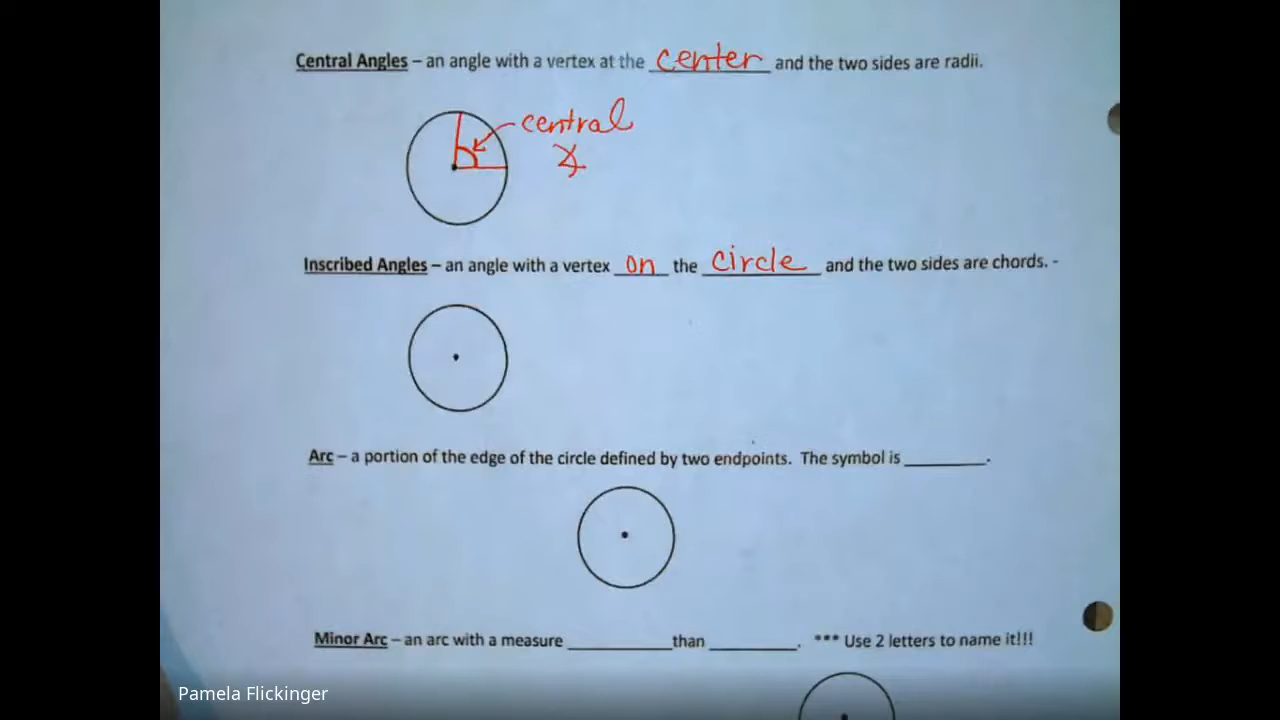 Central Angles – an angle with a vertex at the center and the two sides are radii.
central
∡
Inscribed Angles – an angle with a vertex on the circle and the two sides are chords. -
Arc – a portion of the edge of the circle defined by two endpoints. The symbol is ________.
Minor Arc – an arc with a measure ___________than _________. *** Use 2 letters to name it!!!
Pamela Flickinger